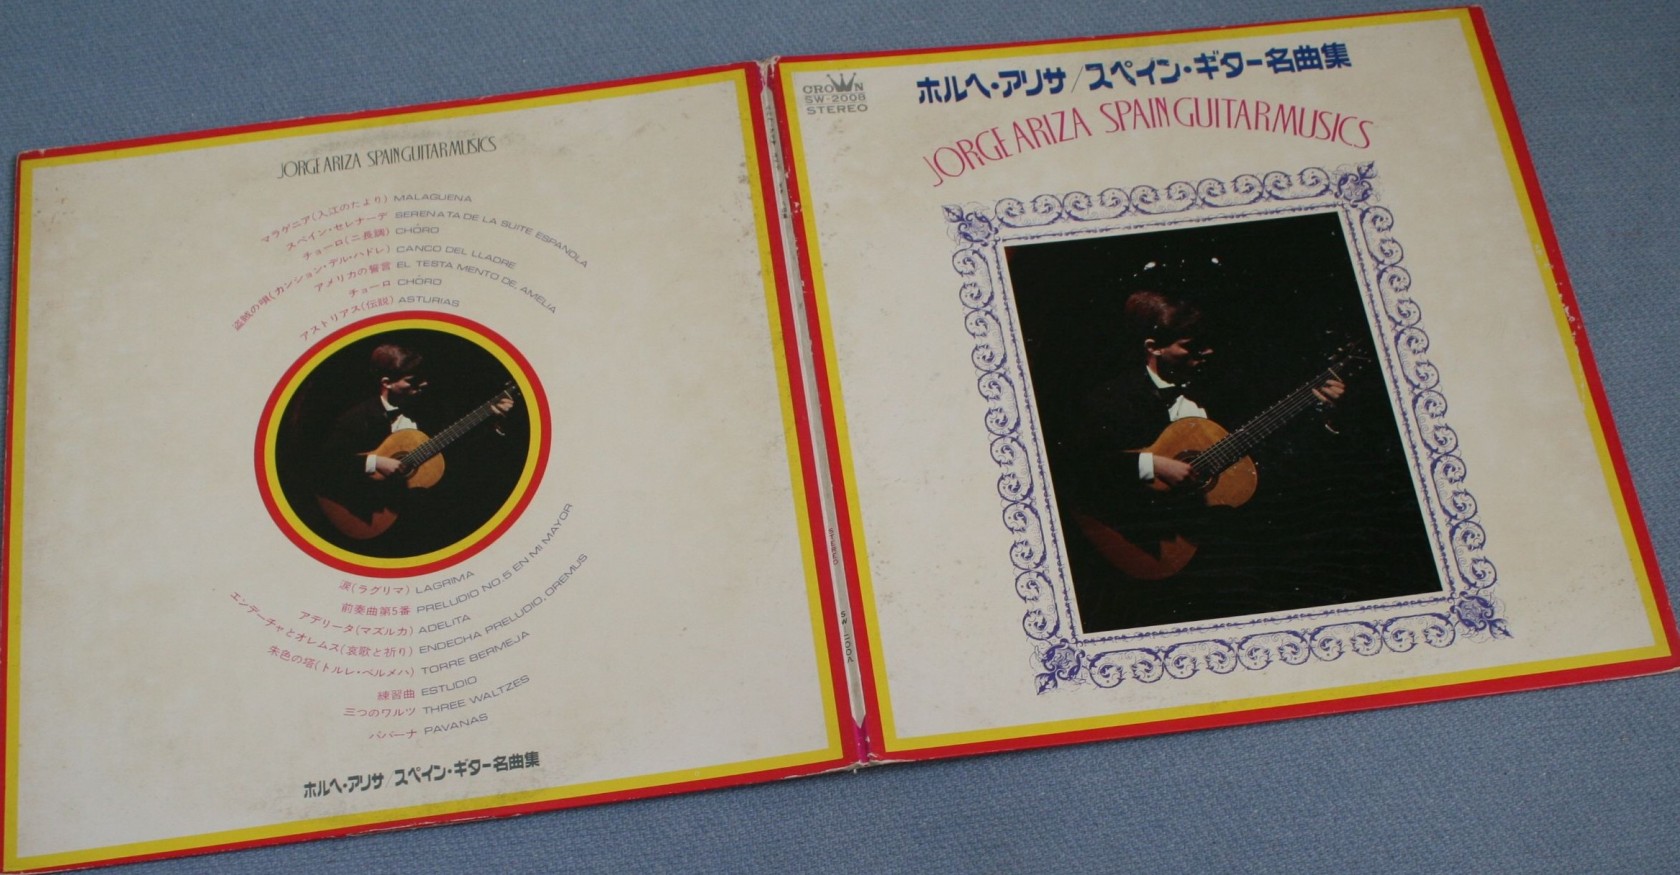 JORGE ARIZA SPAIN GUITAR MUSICS
マラゲニア(入江のたより) MALAGUENA
スペイン・セレナーデ SERENATA DE LA SUITE ESPANOLA
チョーロ(ニ長調) CHÓRO
盗賊の唄(カンション・デル・ハドレ) CANCO DEL LLADRE
アメリカの誓言 EL TESTA MENTO DE, AMELIA
チョーロ CHÓRO
アストリアス(伝説) ASTURIAS
涙(ラグリマ) LAGRIMA
前奏曲第5番 PRELUDIO NO.5 EN MI MAYOR
アデリータ(マズルカ) ADELITA
エンデーチャとオレムス(哀歌と祈り) ENDECHA PRELUDIO, OREMUS
朱色の塔(トルレ・ベルメハ) TORRE BERMEJA
練習曲 ESTUDIO
三つのワルツ THREE WALTZES
パバーナ PAVANAS
ホルヘ・アリサ/スペイン・ギター名曲集
STEREO
CROWN
SW-2008
STEREO
ホルヘ・アリサ/スペイン・ギター名曲集
JORGE ARIZA SPAIN GUITAR MUSICS